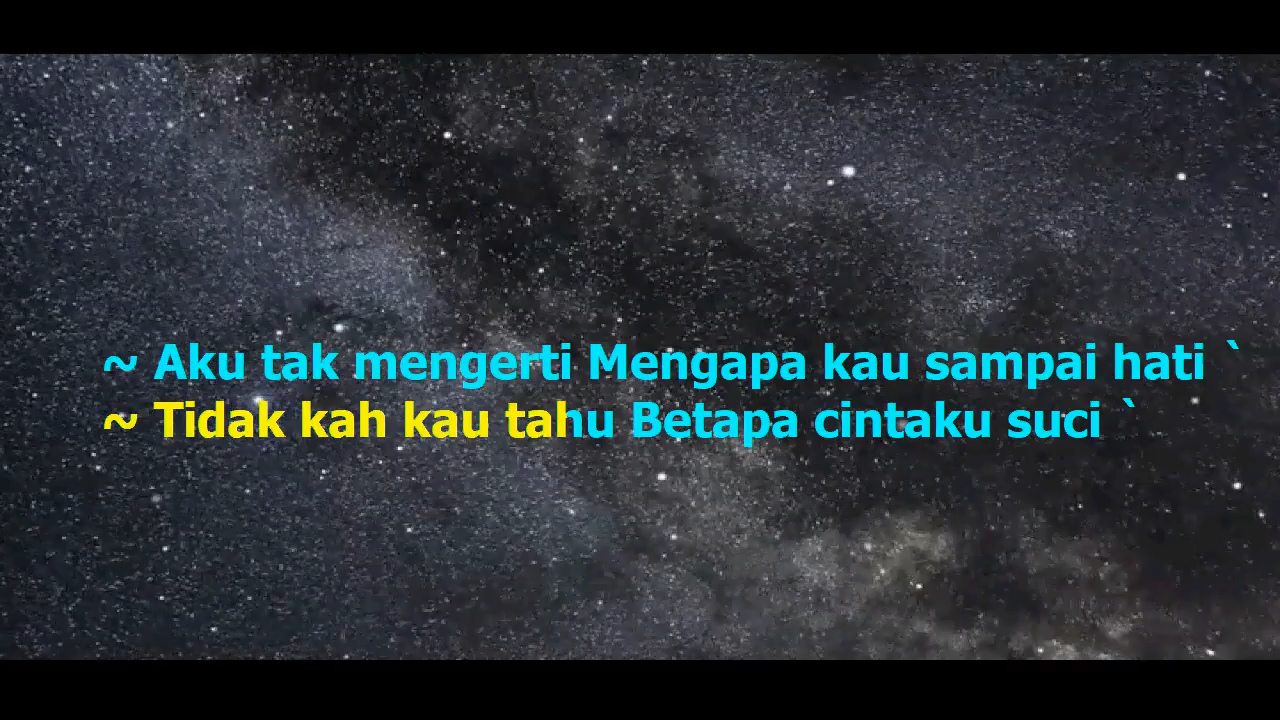 ~ Aku tak mengerti Mengapa kau sampai hati `
~ Tidak kah kau tahu Betapa cintaku suci `